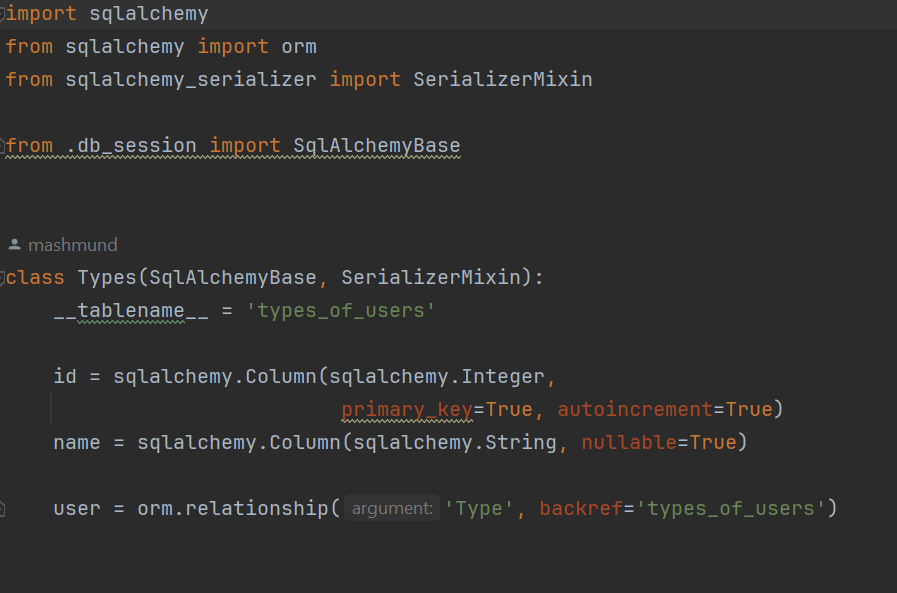 import sqlalchemy
from sqlalchemy import orm
from sqlalchemy_serializer import SerializerMixin
from .db_session import SqlAlchemyBase
mashmund
class Types(SqlAlchemyBase, SerializerMixin):
__tablename__ = 'types_of_users'
id = sqlalchemy.Column(sqlalchemy.Integer,
primary_key=True, autoincrement=True)
name = sqlalchemy.Column(sqlalchemy.String, nullable=True)
user = orm.relationship( argument: 'Type', backref='types_of_users')